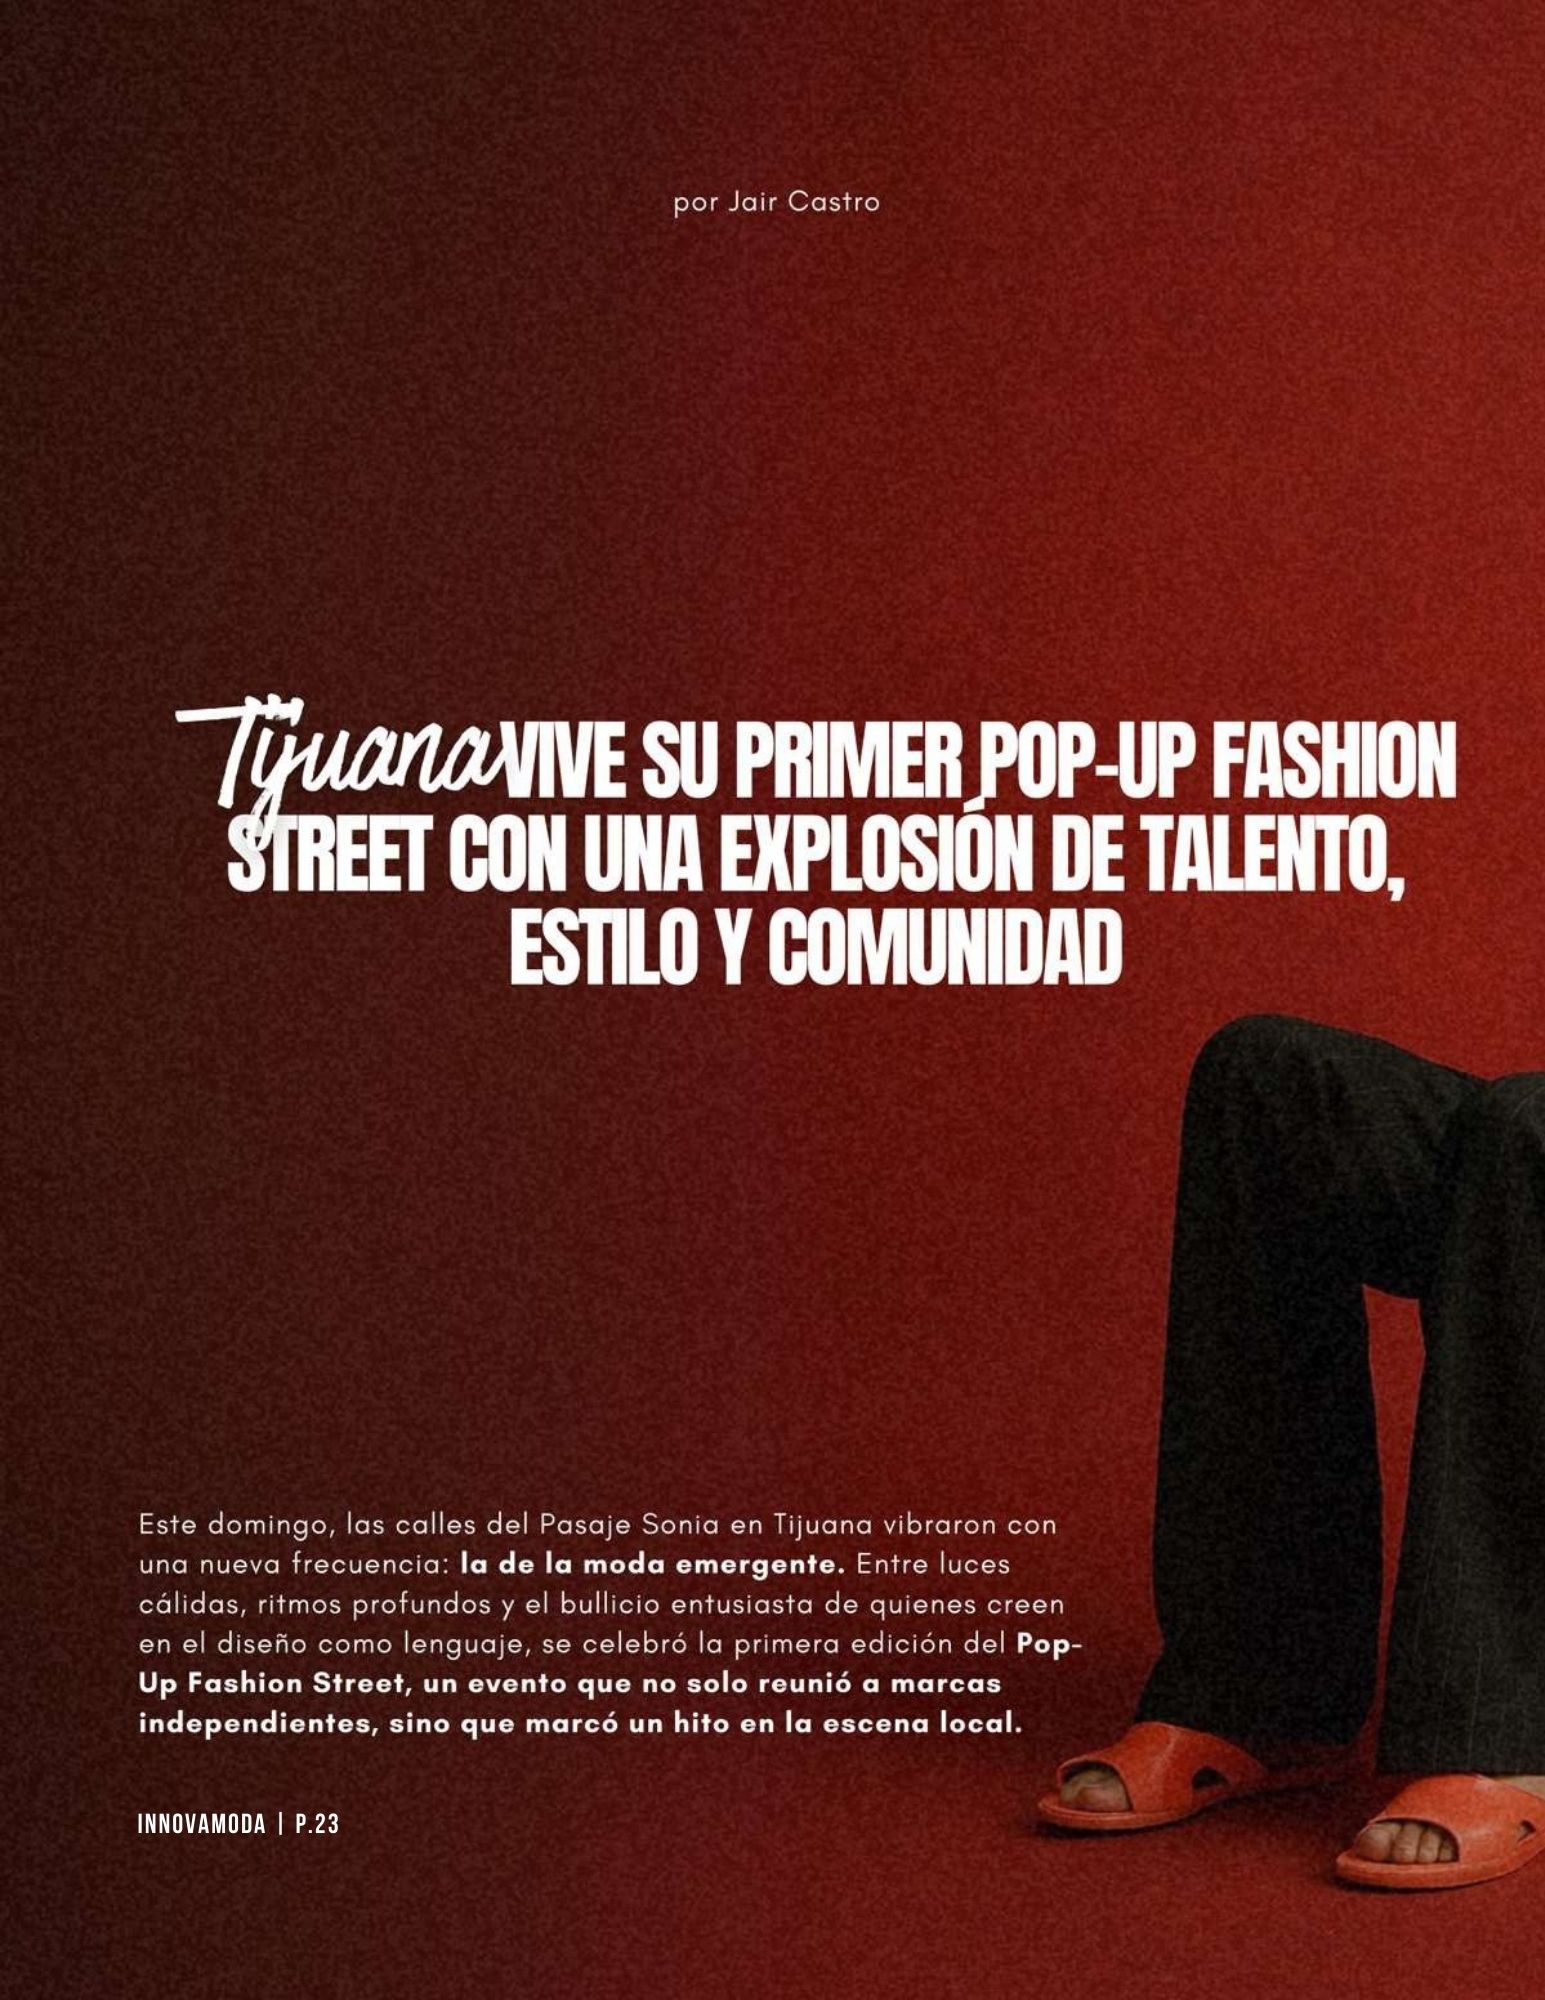 por Jair Castro
Tijuana VIVE SU PRIMER POP-UP FASHION
STREET CON UNA EXPLOSIÓN DE TALENTO,
ESTILO Y COMUNIDAD
Este domingo, las calles del Pasaje Sonia en Tijuana vibraron con
una nueva frecuencia: la de la moda emergente. Entre luces
cálidas, ritmos profundos y el bullicio entusiasta de quienes creen
en el diseño como lenguaje, se celebró la primera edición del Pop-
Up Fashion Street, un evento que no solo reunió a marcas
independientes, sino que marcó un hito en la escena local.
INNOVAMODA | P.23